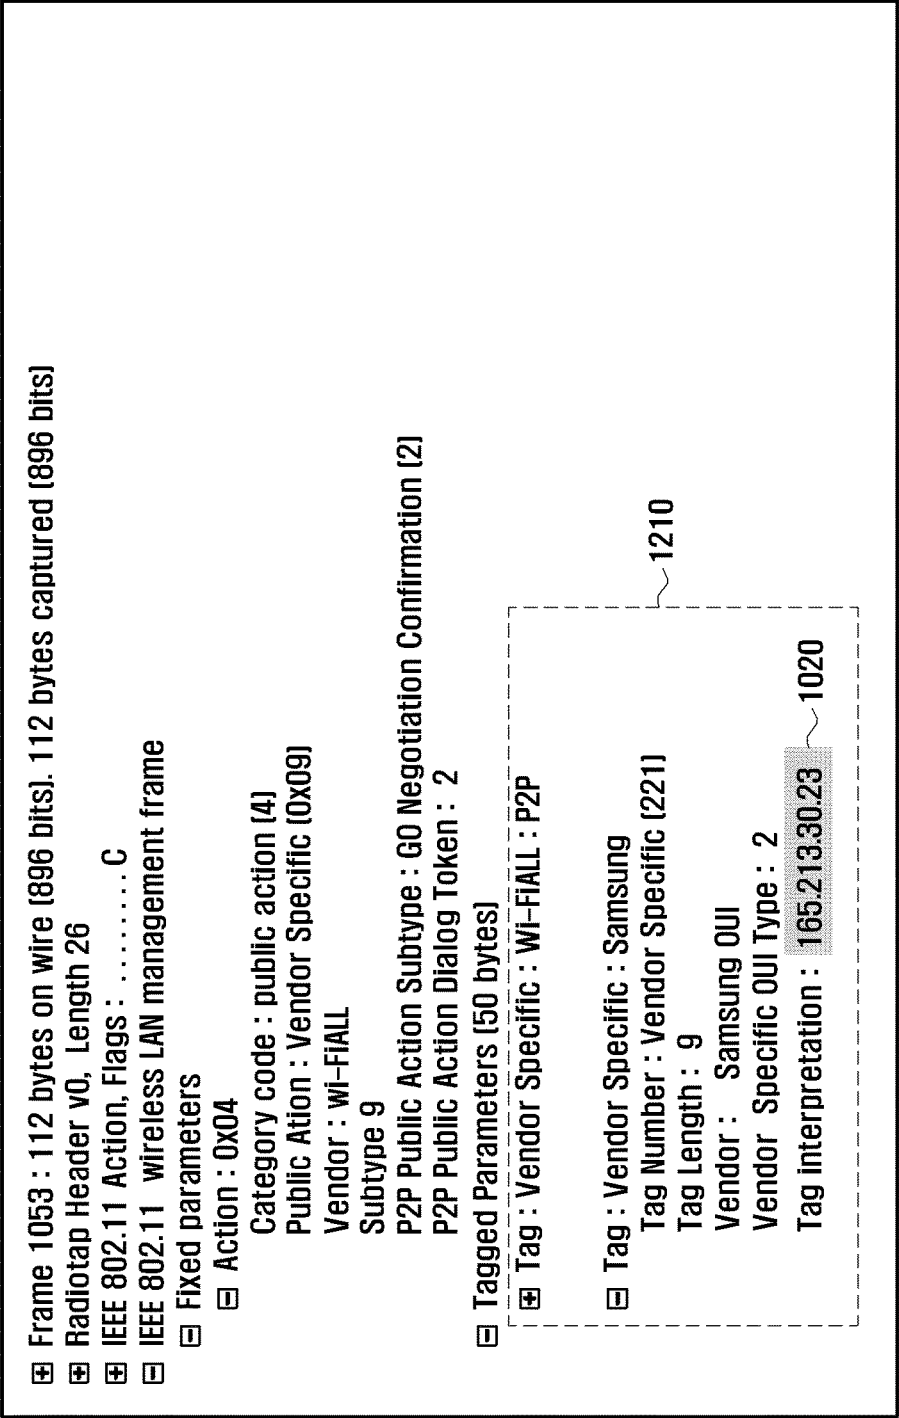 Frame 1053 : 112 bytes on wire (896 bits). 112 bytes captured (896 bits)
Radiotap Header v0, Length 26
IEEE 802.11 Action, Flags : ........ C
IEEE 802.11 wireless LAN management frame
Fixed parameters
Action : 0x04
Category code : public action (4)
Public Ation : Vendor Specific (0x09)
Vendor : wi-FiALL
Subtype 9
P2P Public Action Subtype : GO Negotiation Confirmation (2)
P2P Public Action Dialog Token : 2
Tagged Parameters (50 bytes)
Tag : Vendor Specific : Wi-FiALL : P2P
Tag : Vendor Specific : Samsung
Tag Number : Vendor Specific (221)
Tag Length : 9
Vendor : Samsung OUI
Vendor Specific OUI Type : 2
Tag interpretation : 165.213.30.23
1020
1210